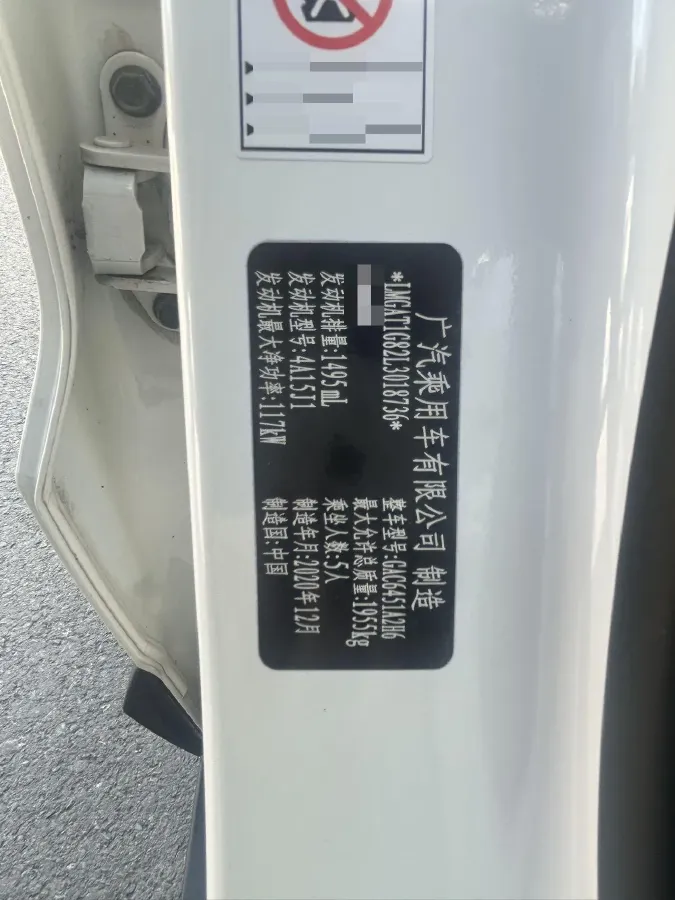 广汽乘用车有限公司 制造
*LMGAT1G82L3018736*
整车型号:GAC6451A2H6
最大允许总质量:1955kg
发动机排量:1495mL
乘坐人数:5人
发动机型号:4A15J1
制造年月:2020年12月
发动机最大净功率:117kW
制造国:中国